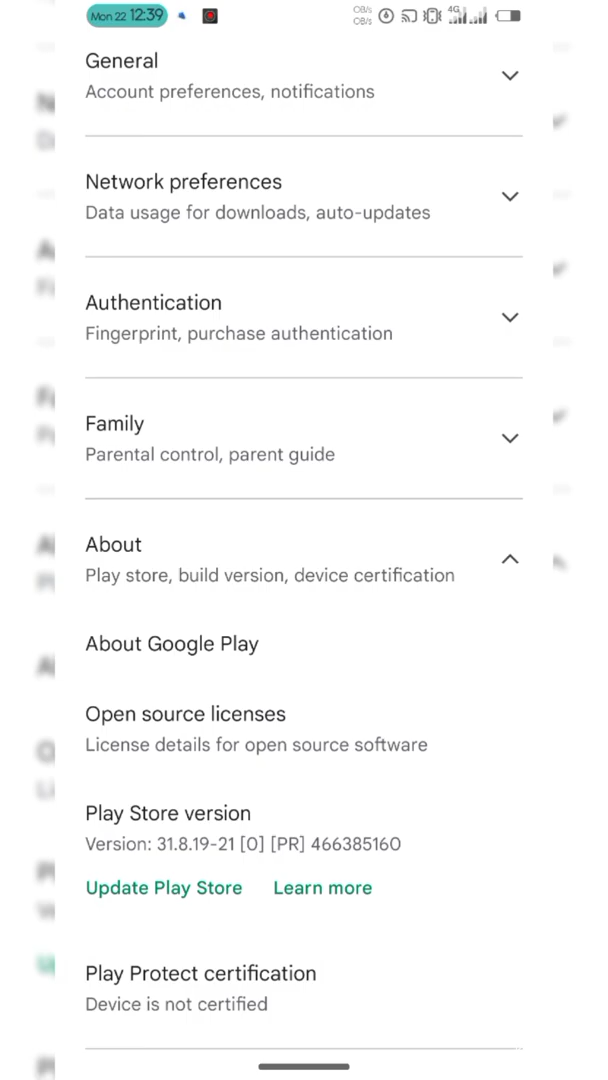 Mon 22 12:39
0B/s
0B/s
4G
General
Account preferences, notifications
Network preferences
Data usage for downloads, auto-updates
Authentication
Fingerprint, purchase authentication
Family
Parental control, parent guide
About
Play store, build version, device certification
About Google Play
Open source licenses
License details for open source software
Play Store version
Version: 31.8.19-21 [0] [PR] 466385160
Update Play Store Learn more
Play Protect certification
Device is not certified